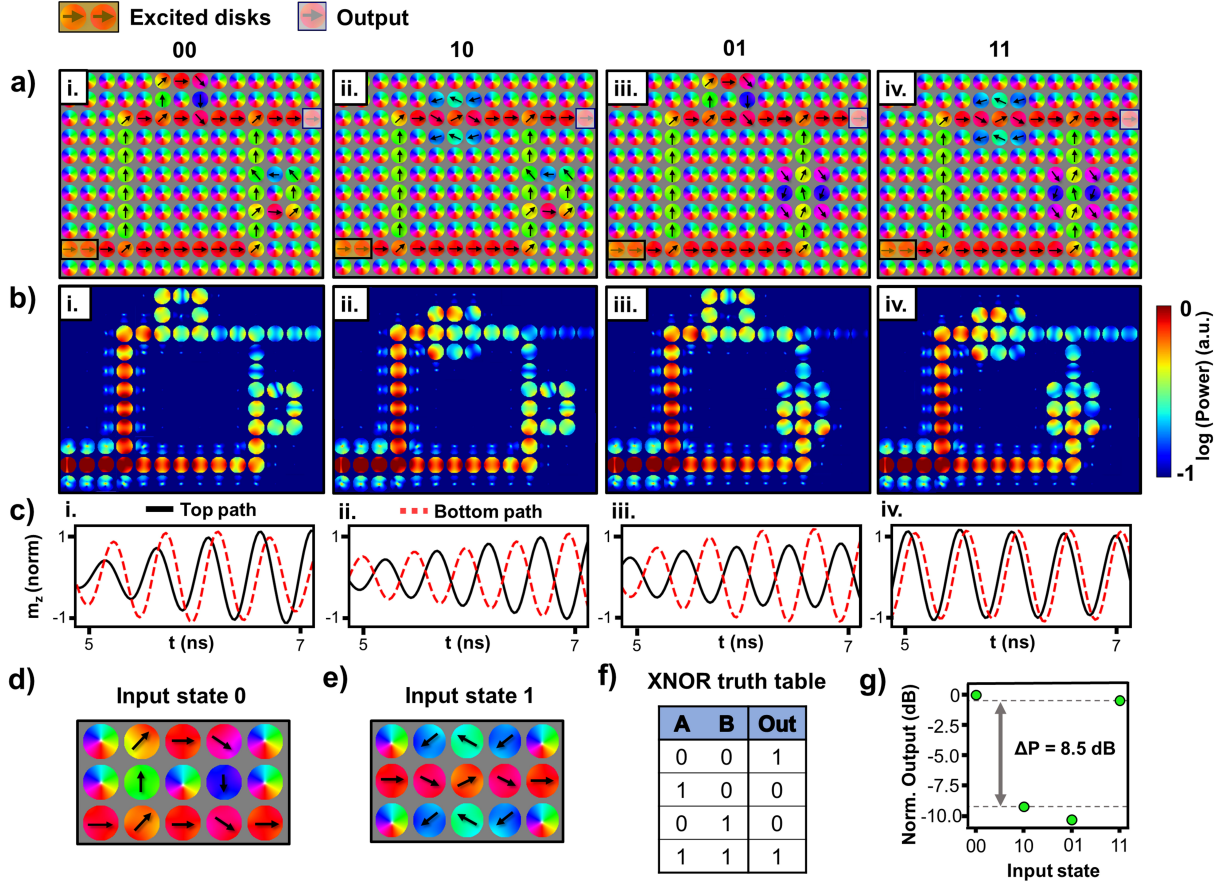 Excited disks Output
00 10 01 11
a) i. ii. iii. iv.
b) i. ii. iii. iv.
0
log (Power) (a.u.)
-1
c) i. Top path ii. Bottom path iii. iv.
1 1 1 1
mz (norm)
-1 -1 -1 -1
5 7 5 7 5 7 5 7
t (ns) t (ns) t (ns) t (ns)
d) Input state 0
e) Input state 1
f) XNOR truth table
A B Out
0 0 1
1 0 0
0 1 0
1 1 1
g)
Norm. Output (dB)
0
-2.5
-5.0
-7.5
-10.0
ΔP = 8.5 dB
00 10 01 11
Input state